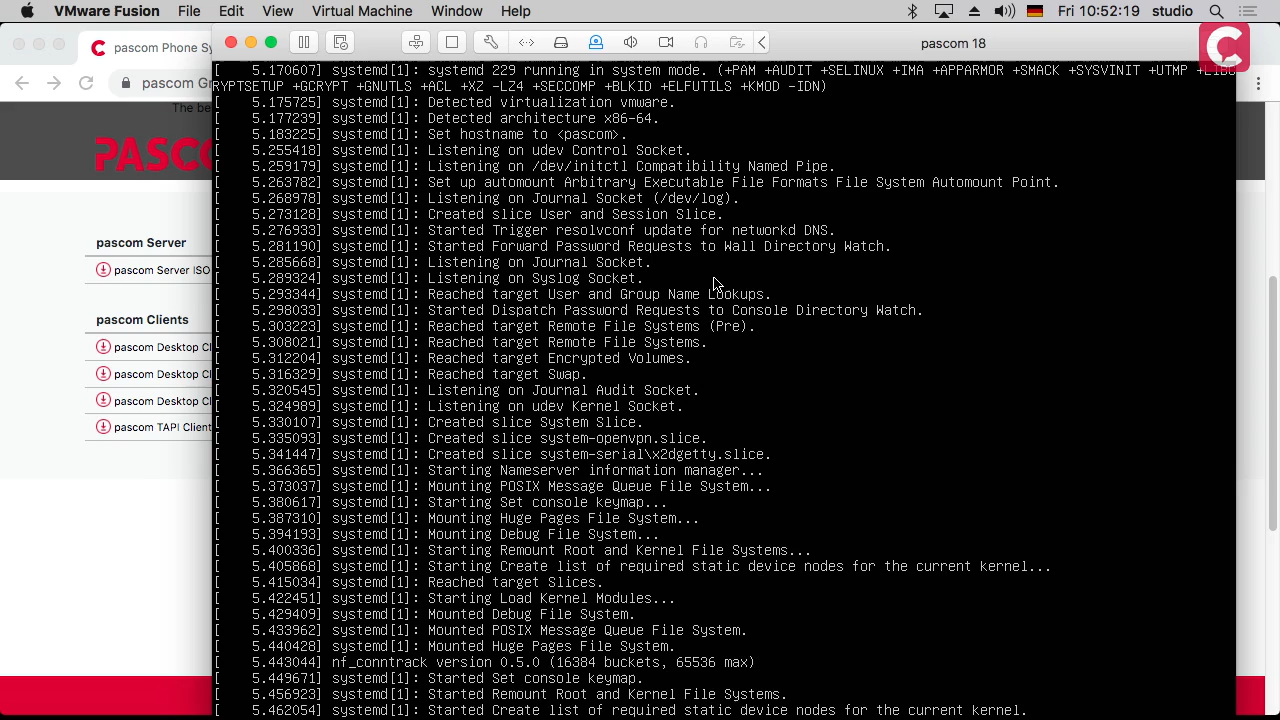 VMware Fusion File Edit View Virtual Machine Window Help Fri 10:52:19 studio
pascom Phone Sy
pascom 18
pascom G
The be
PASCO
pascom Server
pascom Server ISO
pascom Clients
pascom Desktop Cl
pascom Desktop Cl
pascom Desktop Cl
pascom TAPI Client
[ 5.170607] systemd[1]: systemd 229 running in system mode. (+PAM +AUDIT +SELINUX +IMA +APPARMOR +SMACK +SYSVINIT +UTMP +LIBC
RYPTSETUP +GCRYPT +GNUTLS +ACL +XZ -LZ4 +SECCOMP +BLKID +ELFUTILS +KMOD -IDN)
[ 5.175725] systemd[1]: Detected virtualization vmware.
[ 5.177239] systemd[1]: Detected architecture x86-64.
[ 5.183225] systemd[1]: Set hostname to <pascom>.
[ 5.255418] systemd[1]: Listening on udev Control Socket.
[ 5.259179] systemd[1]: Listening on /dev/initctl Compatibility Named Pipe.
[ 5.263782] systemd[1]: Set up automount Arbitrary Executable File Formats File System Automount Point.
[ 5.268978] systemd[1]: Listening on Journal Socket (/dev/log).
[ 5.273128] systemd[1]: Created slice User and Session Slice.
[ 5.276933] systemd[1]: Started Trigger resolvconf update for networkd DNS.
[ 5.281190] systemd[1]: Started Forward Password Requests to Wall Directory Watch.
[ 5.285668] systemd[1]: Listening on Journal Socket.
[ 5.289324] systemd[1]: Listening on Syslog Socket.
[ 5.293344] systemd[1]: Reached target User and Group Name Lookups.
[ 5.298033] systemd[1]: Started Dispatch Password Requests to Console Directory Watch.
[ 5.303223] systemd[1]: Reached target Remote File Systems (Pre).
[ 5.308021] systemd[1]: Reached target Remote File Systems.
[ 5.312204] systemd[1]: Reached target Encrypted Volumes.
[ 5.316329] systemd[1]: Reached target Swap.
[ 5.320545] systemd[1]: Listening on Journal Audit Socket.
[ 5.324989] systemd[1]: Listening on udev Kernel Socket.
[ 5.330107] systemd[1]: Created slice System Slice.
[ 5.335093] systemd[1]: Created slice system-openvpn.slice.
[ 5.341447] systemd[1]: Created slice system-serial\x2dgetty.slice.
[ 5.366365] systemd[1]: Starting Nameserver information manager...
[ 5.373037] systemd[1]: Mounting POSIX Message Queue File System...
[ 5.380617] systemd[1]: Starting Set console keymap...
[ 5.387310] systemd[1]: Mounting Huge Pages File System...
[ 5.394193] systemd[1]: Mounting Debug File System...
[ 5.400336] systemd[1]: Starting Remount Root and Kernel File Systems...
[ 5.405868] systemd[1]: Starting Create list of required static device nodes for the current kernel...
[ 5.415034] systemd[1]: Reached target Slices.
[ 5.422451] systemd[1]: Starting Load Kernel Modules...
[ 5.429409] systemd[1]: Mounted Debug File System.
[ 5.433962] systemd[1]: Mounted POSIX Message Queue File System.
[ 5.440428] systemd[1]: Mounted Huge Pages File System.
[ 5.443044] nf_conntrack version 0.5.0 (16384 buckets, 65536 max)
[ 5.449671] systemd[1]: Started Set console keymap.
[ 5.456923] systemd[1]: Started Remount Root and Kernel File Systems.
[ 5.462054] systemd[1]: Started Create list of required static device nodes for the current kernel.